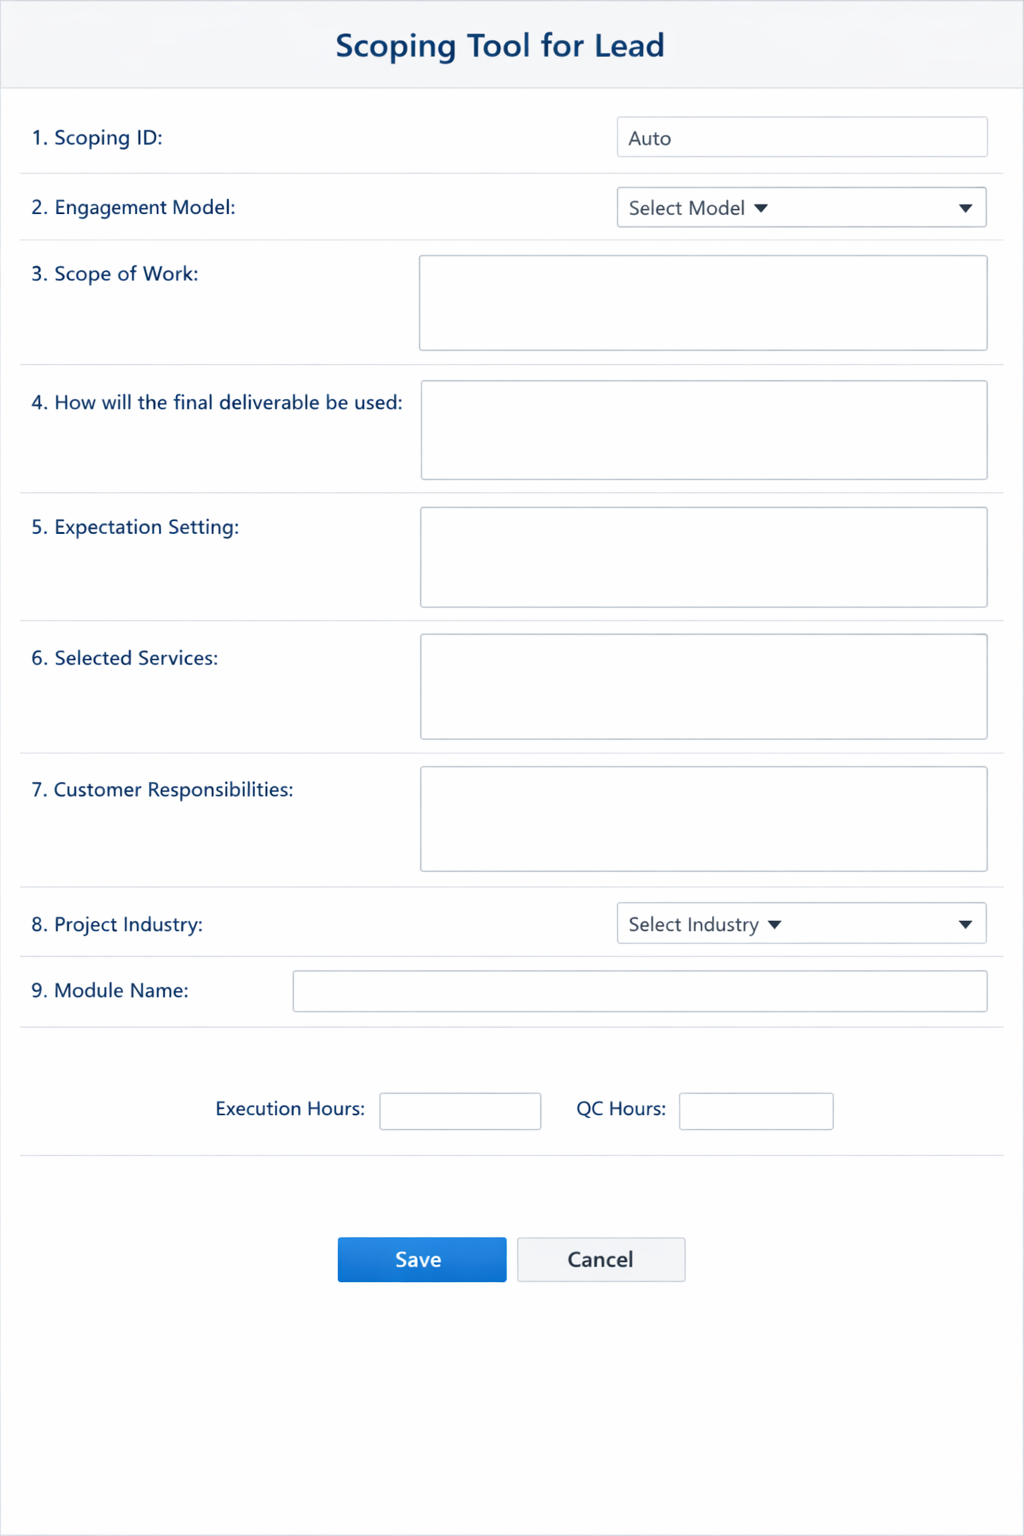 Scoping Tool for Lead
1. Scoping ID:
Auto
2. Engagement Model:
Select Model
3. Scope of Work:
4. How will the final deliverable be used:
5. Expectation Setting:
6. Selected Services:
7. Customer Responsibilities:
8. Project Industry:
Select Industry
9. Module Name:
Execution Hours:
QC Hours:
Save
Cancel